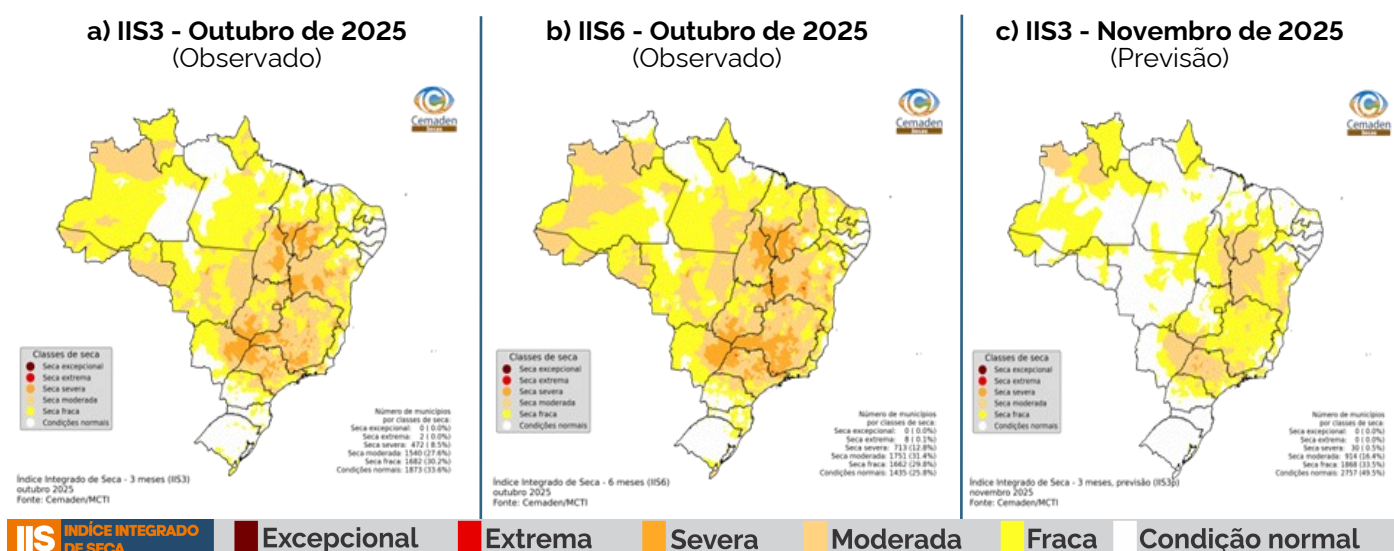 a) IIS3 - Outubro de 2025
(Observado)
Cemaden
Secas
Classes de seca
Seca excepcional
Seca extrema
Seca severa
Seca moderada
Seca fraca
Condições normais
Número de municípios
por classes de seca:
Seca excepcional: 0 ( 0.0%)
Seca extrema: 2 ( 0.0%)
Seca severa: 472 ( 8.5%)
Seca moderada: 1540 (27.6%)
Seca fraca: 1682 (30.2%)
Condições normais: 1873 (33.6%)
Índice Integrado de Seca - 3 meses (IIS3)
outubro 2025
Fonte: Cemaden/MCTI
b) IIS6 - Outubro de 2025
(Observado)
Cemaden
Secas
Classes de seca
Seca excepcional
Seca extrema
Seca severa
Seca moderada
Seca fraca
Condições normais
Número de municípios
por classes de seca:
Seca excepcional: 0 ( 0.0%)
Seca extrema: 8 ( 0.1%)
Seca severa: 713 (12.8%)
Seca moderada: 1751 (31.4%)
Seca fraca: 1662 (29.8%)
Condições normais: 1435 (25.8%)
Índice Integrado de Seca - 6 meses (IIS6)
outubro 2025
Fonte: Cemaden/MCTI
c) IIS3 - Novembro de 2025
(Previsão)
Cemaden
Secas
Classes de seca
Seca excepcional
Seca extrema
Seca severa
Seca moderada
Seca fraca
Condições normais
Número de municípios
por classes de seca:
Seca excepcional: 0 ( 0.0%)
Seca extrema: 0 ( 0.0%)
Seca severa: 30 ( 0.5%)
Seca moderada: 914 (16.4%)
Seca fraca: 1868 (33.5%)
Condições normais: 2757 (49.5%)
Índice Integrado de Seca - 3 meses, previsão (IIS3p)
novembro 2025
Fonte: Cemaden/MCTI
IIS INDÍCE INTEGRADO
DE SECA
Excepcional Extrema Severa Moderada Fraca Condição normal